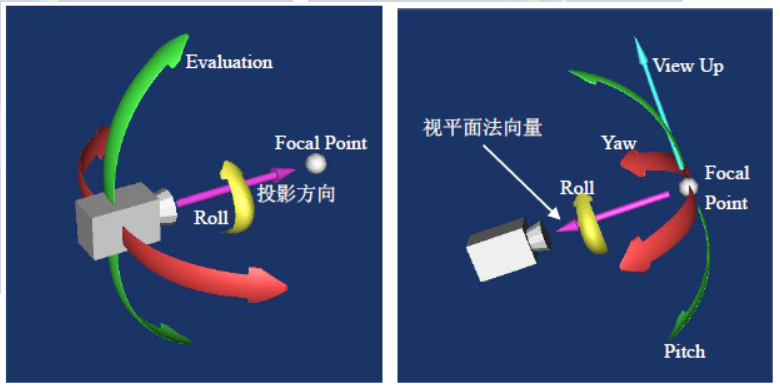 Evaluation
Focal Point
投影方向
Roll
View Up
视平面法向量
Yaw
Focal
Point
Roll
Pitch